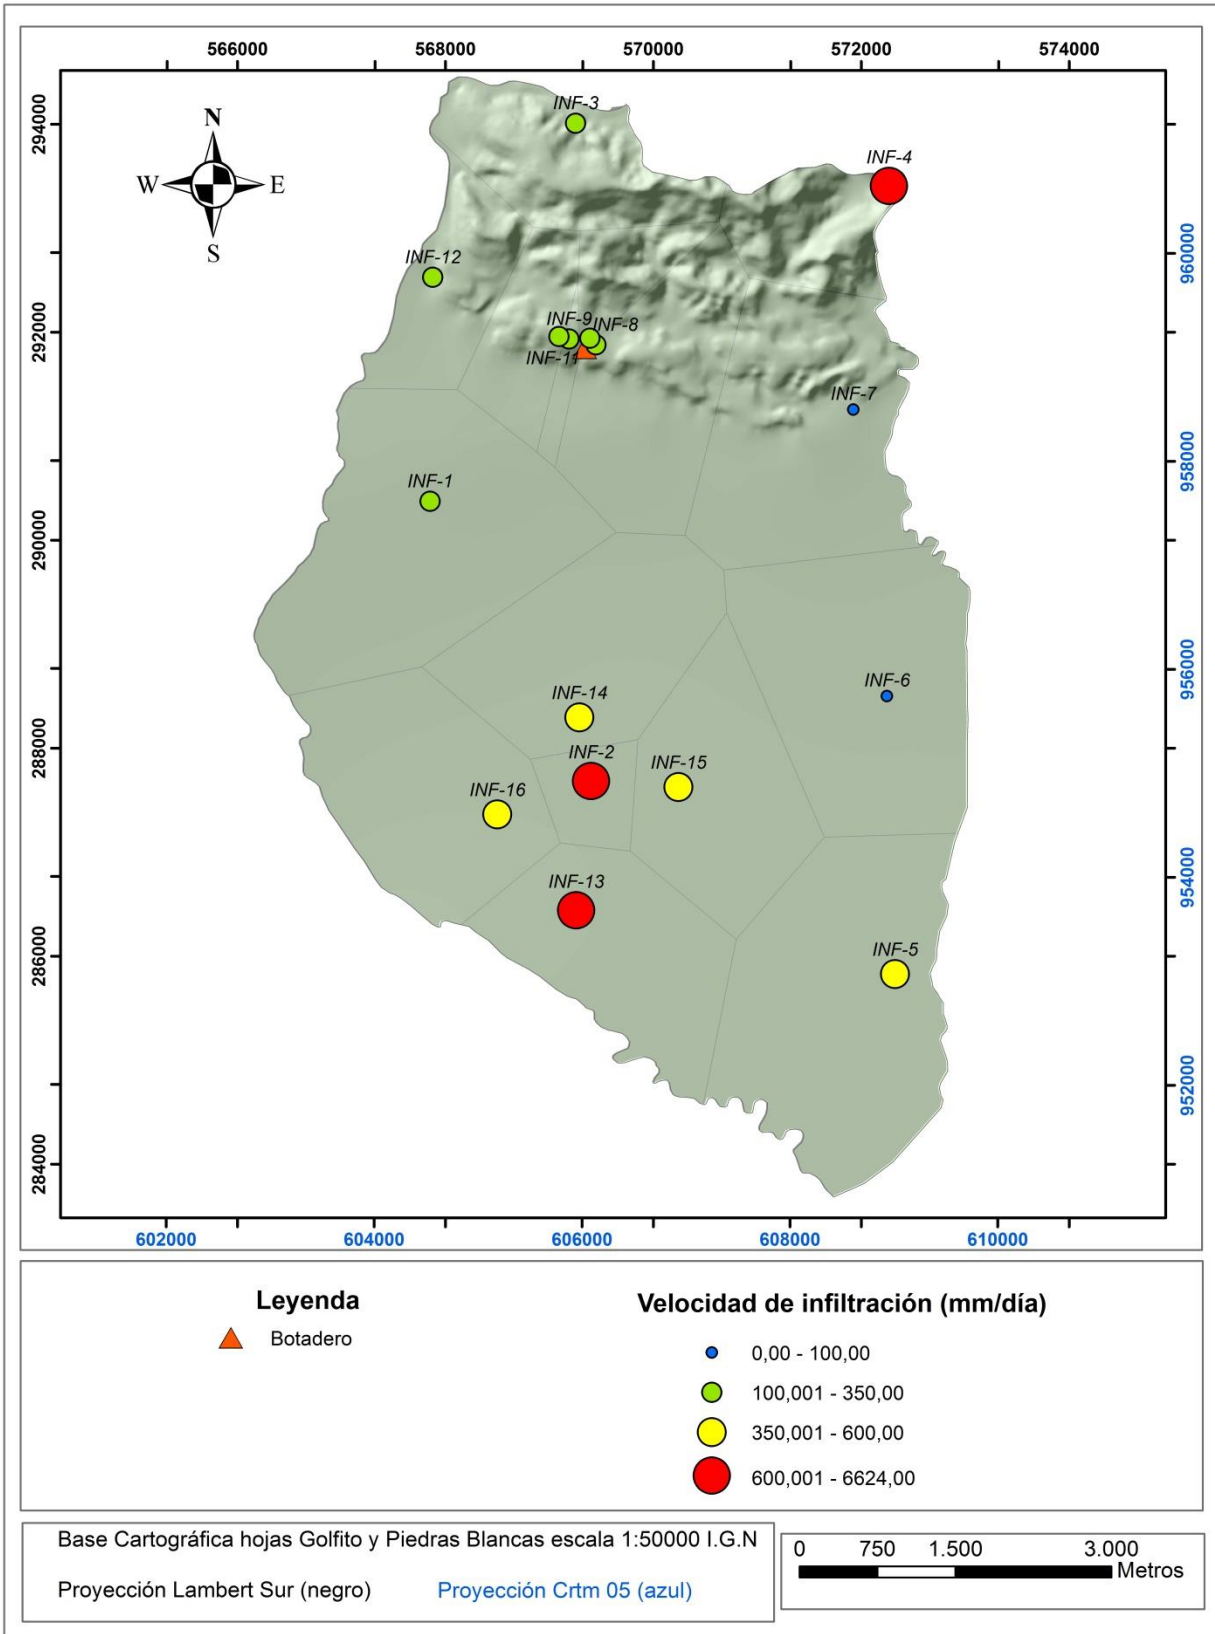 566000 568000 570000 572000 574000
294000
292000
290000
288000
286000
284000
960000
958000
956000
954000
952000
N
W E
S
INF-3
INF-4
INF-12
INF-9
INF-8
INF-11
INF-7
INF-1
INF-6
INF-14
INF-2
INF-15
INF-16
INF-13
INF-5
602000 604000 606000 608000 610000
Leyenda
Botadero
Velocidad de infiltración (mm/día)
0,00 - 100,00
100,001 - 350,00
350,001 - 600,00
600,001 - 6624,00
Base Cartográfica hojas Golfito y Piedras Blancas escala 1:50000 I.G.N
Proyección Lambert Sur (negro) Proyección Crtm 05 (azul)
0 750 1.500 3.000
Metros